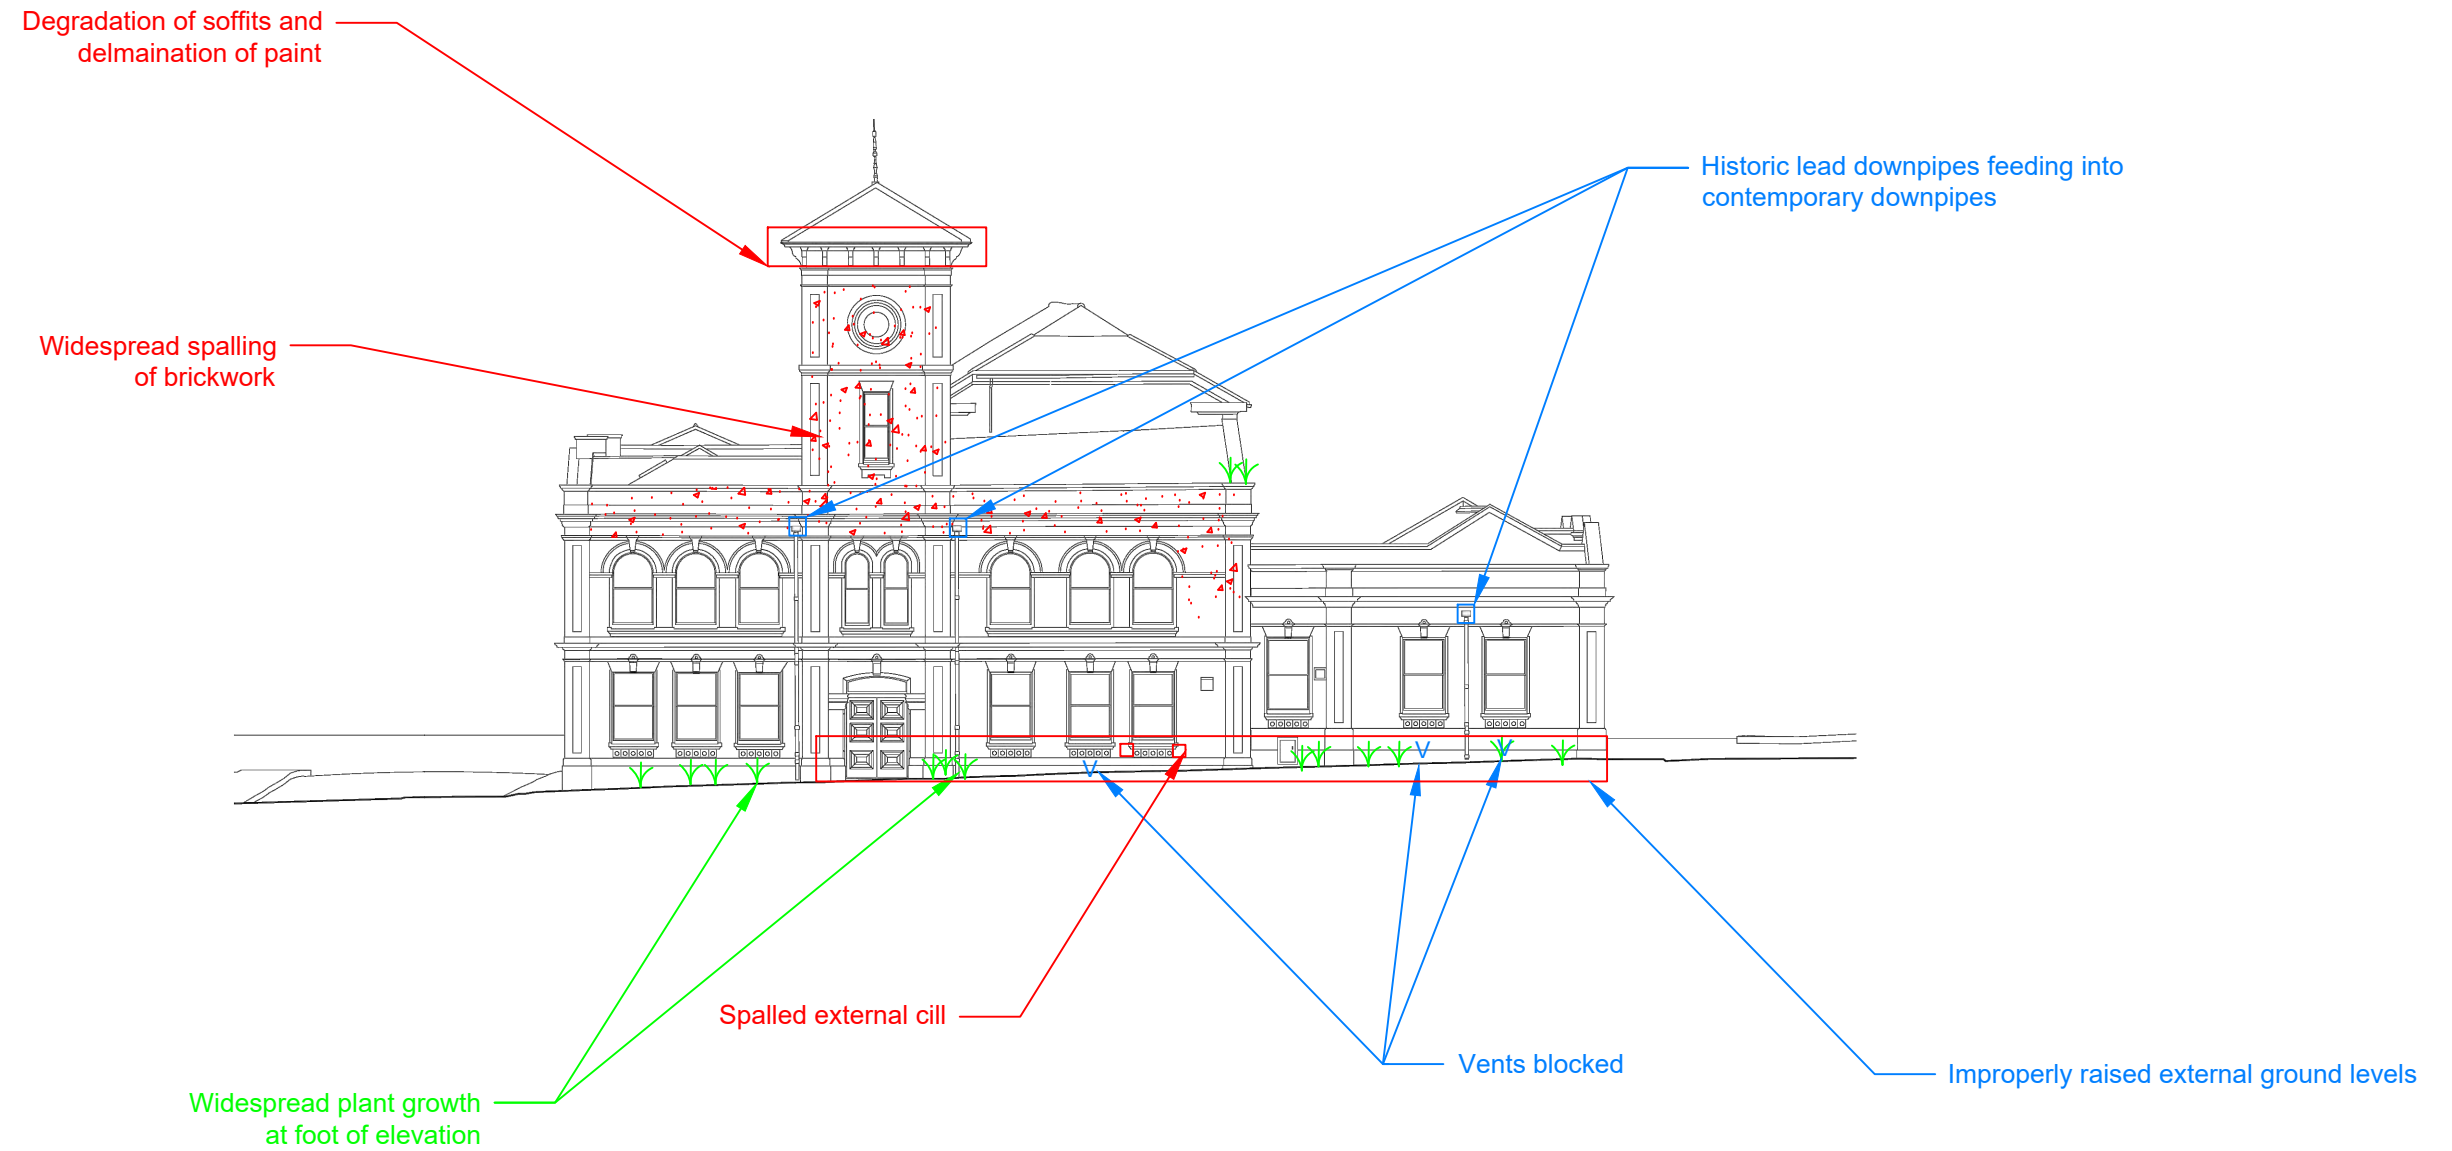 Degradation of soffits and
delmaination of paint
Historic lead downpipes feeding into
contemporary downpipes
Widespread spalling
of brickwork
V
V
V
Spalled external cill
Vents blocked
Improperly raised external ground levels
Widespread plant growth
at foot of elevation